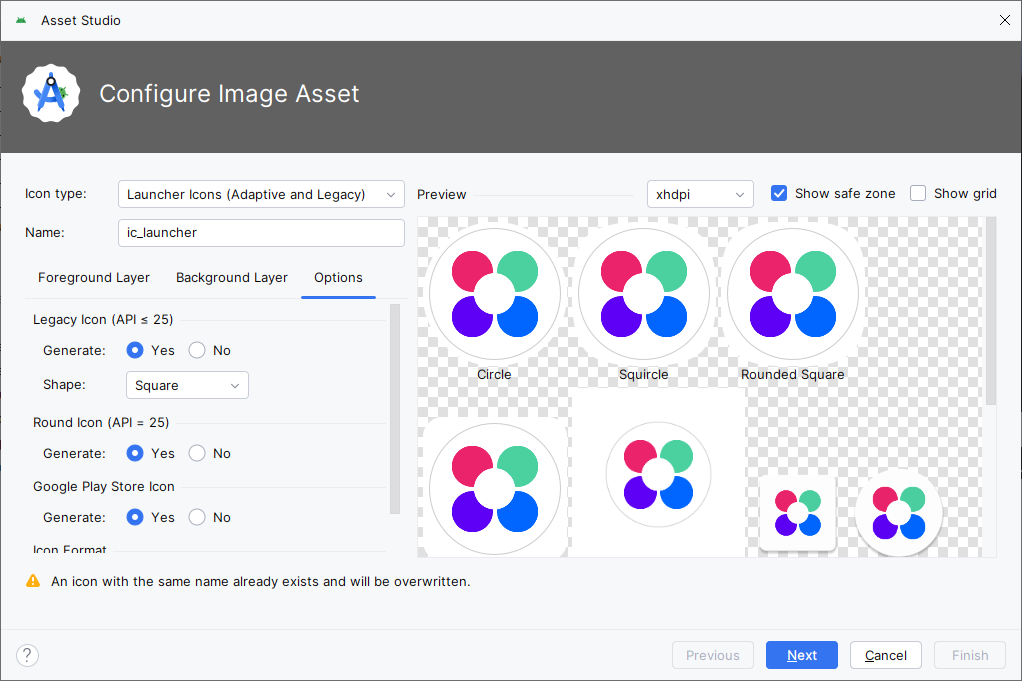 Asset Studio
Configure Image Asset
Icon type: Launcher Icons (Adaptive and Legacy)
Name: ic_launcher
Foreground Layer Background Layer Options
Legacy Icon (API ≤ 25)
Generate: Yes No
Shape: Square
Round Icon (API = 25)
Generate: Yes No
Google Play Store Icon
Generate: Yes No
Icon Format
Preview xhdpi Show safe zone Show grid
Circle Squircle Rounded Square
An icon with the same name already exists and will be overwritten.
? Previous Next Cancel Finish